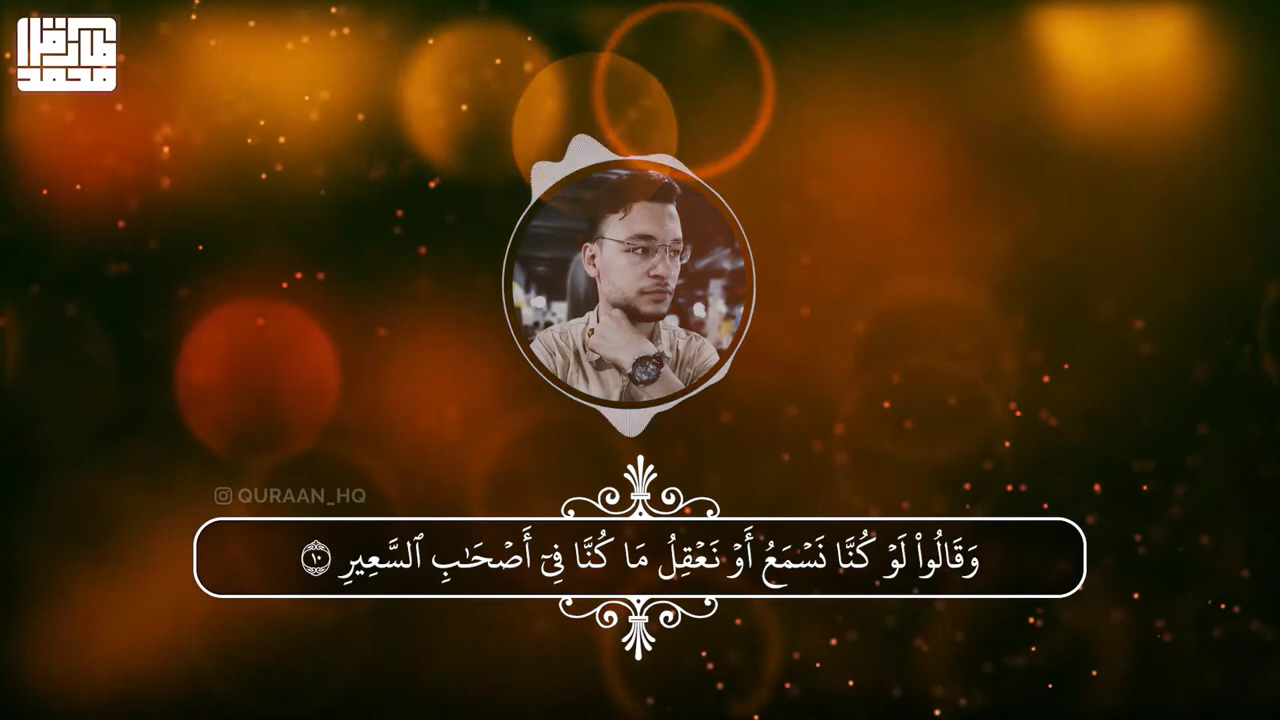 QURAAN_HQ
وَقَالُوا۟ لَوْ كُنَّا نَسْمَعُ أَوْ نَعْقِلُ مَا كُنَّا فِىٓ أَصْحَـٰبِ ٱلسَّعِيرِ ١٠